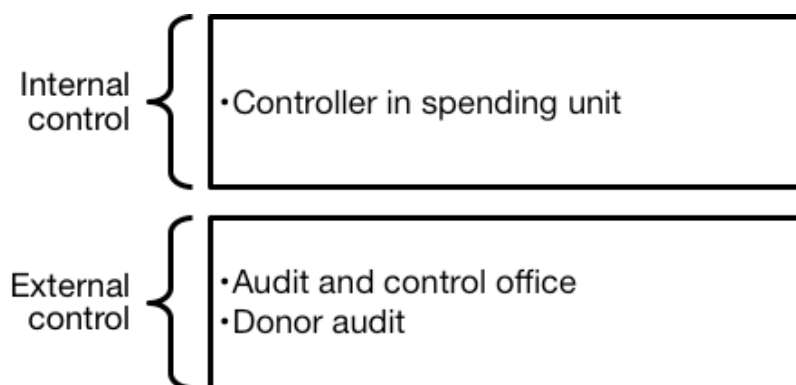 Internal
control
•Controller in spending unit
External
control
•Audit and control office
•Donor audit